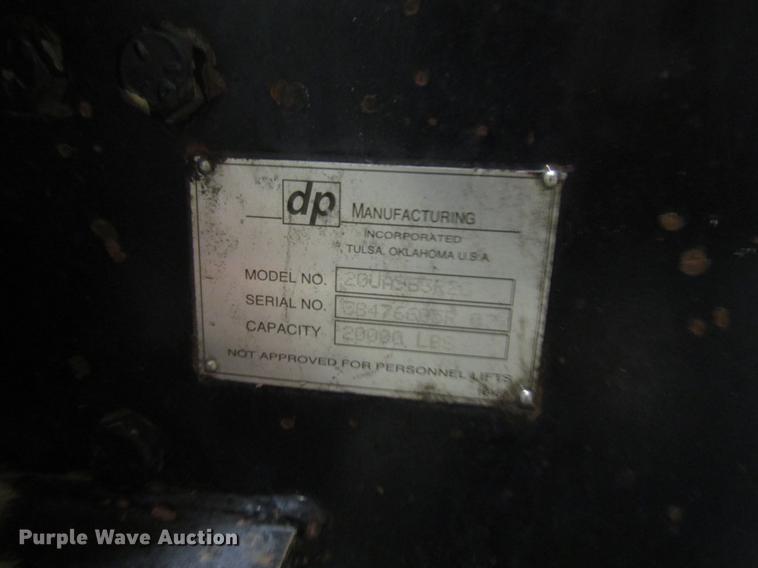 dp MANUFACTURING
INCORPORATED
TULSA, OKLAHOMA U.S.A.
MODEL NO.
SERIAL NO.
CAPACITY 20000 LBS
NOT APPROVED FOR PERSONNEL LIFTS
Purple Wave Auction®